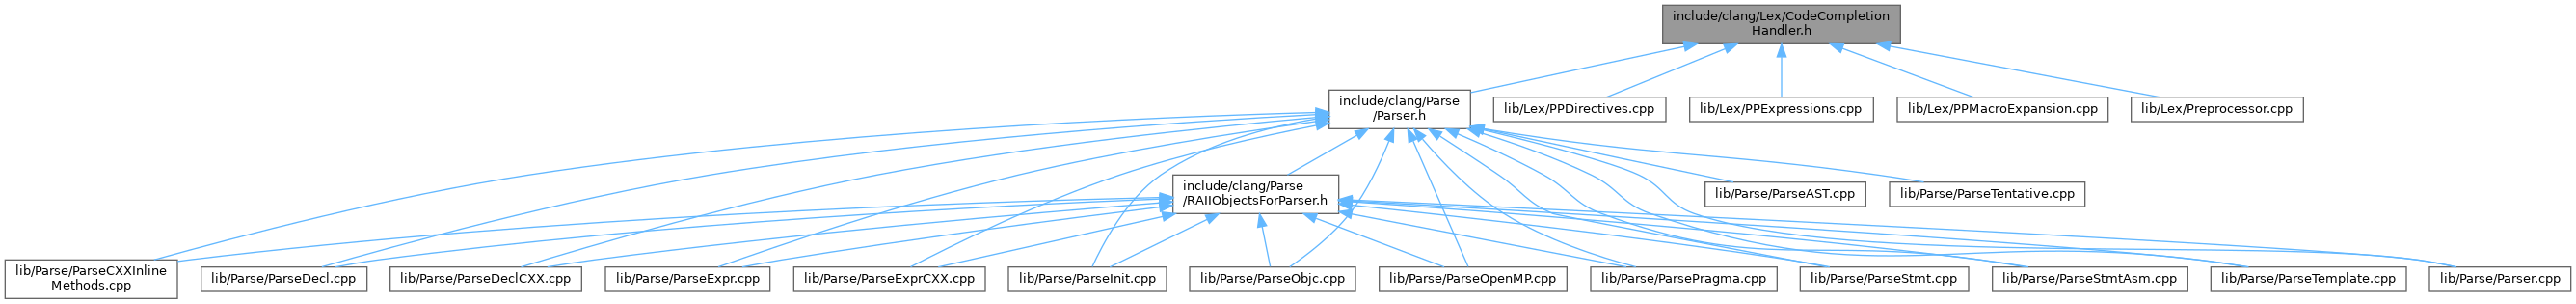 include/clang/Lex/CodeCompletion
Handler.h
include/clang/Parse
/Parser.h
lib/Lex/PPDirectives.cpp
lib/Lex/PPExpressions.cpp
lib/Lex/PPMacroExpansion.cpp
lib/Lex/Preprocessor.cpp
include/clang/Parse
/RAIIObjectsForParser.h
lib/Parse/ParseAST.cpp
lib/Parse/ParseTentative.cpp
lib/Parse/ParseCXXInline
Methods.cpp
lib/Parse/ParseDecl.cpp
lib/Parse/ParseDeclCXX.cpp
lib/Parse/ParseExpr.cpp
lib/Parse/ParseExprCXX.cpp
lib/Parse/ParseInit.cpp
lib/Parse/ParseObjc.cpp
lib/Parse/ParseOpenMP.cpp
lib/Parse/ParsePragma.cpp
lib/Parse/ParseStmt.cpp
lib/Parse/ParseStmtAsm.cpp
lib/Parse/ParseTemplate.cpp
lib/Parse/Parser.cpp